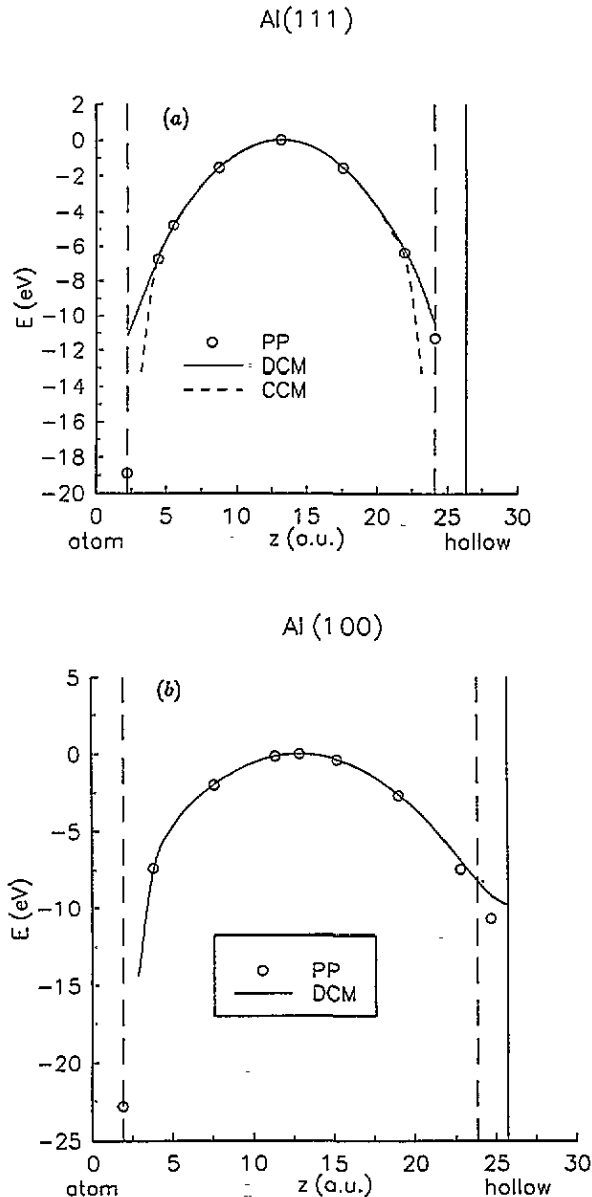 Al(111)
(a)
2
0
-2
-4
-6
-8
-10
-12
-14
-16
-18
-20
E (eV)
PP
DCM
CCM
0 5 10 15 20 25 30
atom z (a.u.) hollow
Al(100)
(b)
5
0
-5
-10
-15
-20
-25
E (eV)
PP
DCM
0 5 10 15 20 25 30
atom z (a.u.) hollow